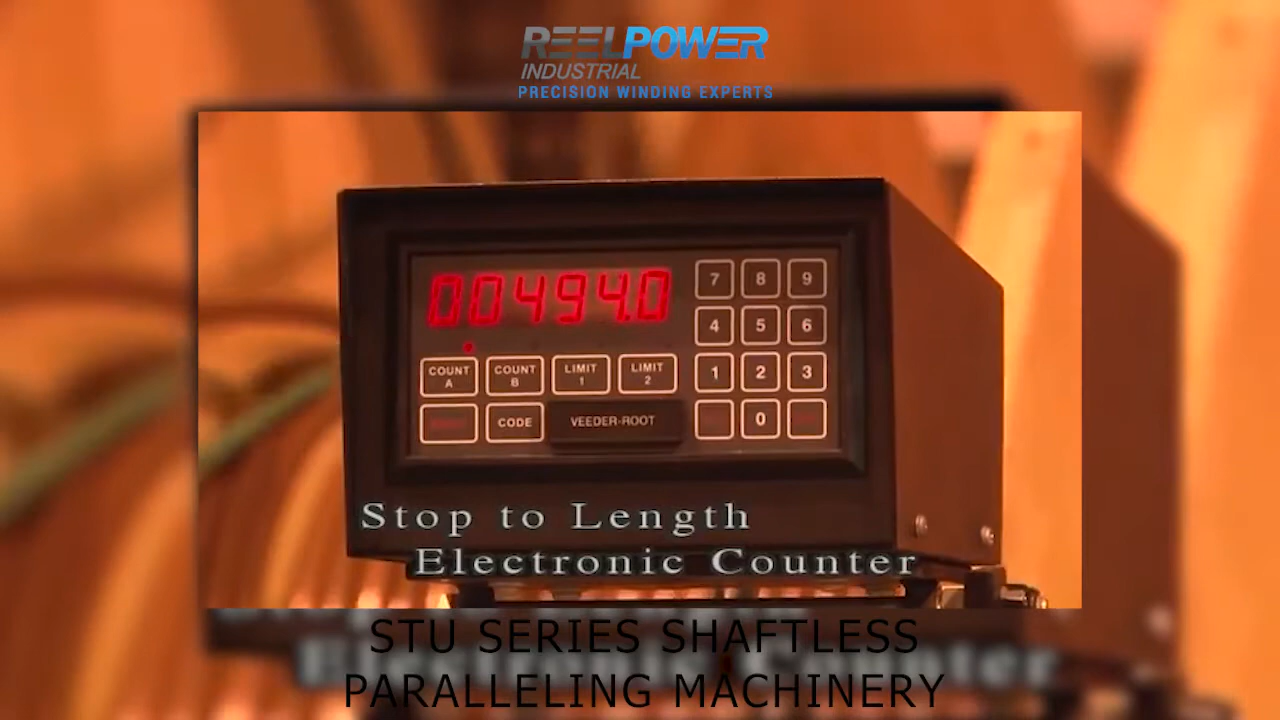 REELPOWER
INDUSTRIAL
PRECISION WINDING EXPERTS
00494.0
7 8 9
4 5 6
COUNT A COUNT B LIMIT 1 LIMIT 2 1 2 3
CODE VEEDER-ROOT 0
Stop to Length
Electronic Counter
STU SERIES SHAFTLESS
PARALLELING MACHINERY